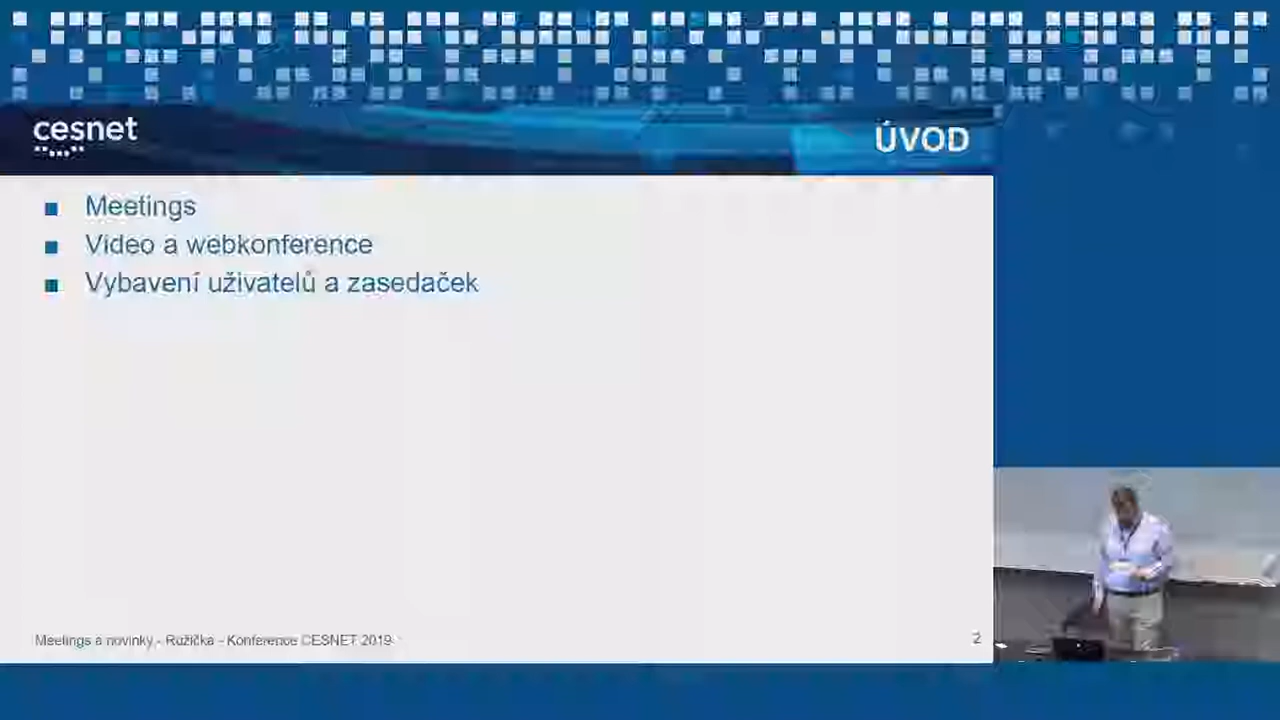 cesnet
ÚVOD
Meetings
Video a webkonference
Vybavení uživatelů a zasedaček
Meetings a novinky - Růžička - Konference CESNET 2019
2